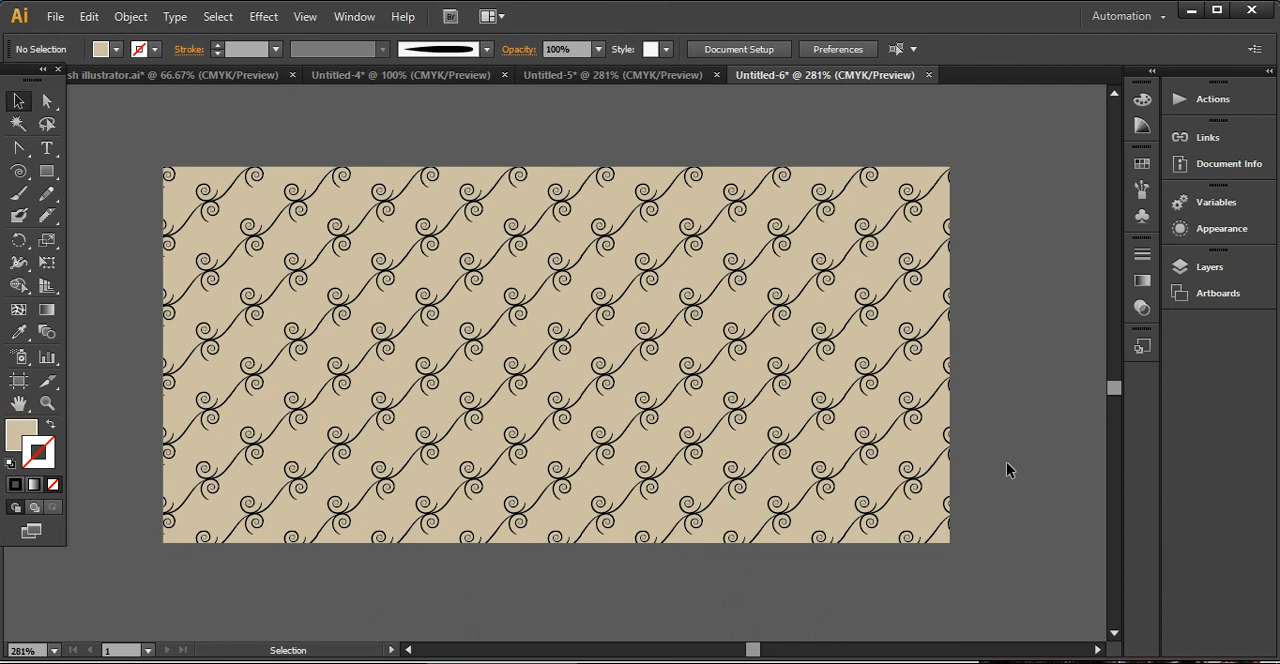 Ai File Edit Object Type Select Effect View Window Help Br Automation
No Selection Stroke: Opacity: 100% Style: Document Setup Preferences
sh illustrator.ai* @ 66.67% (CMYK/Preview) Untitled-4* @ 100% (CMYK/Preview) Untitled-5* @ 281% (CMYK/Preview) Untitled-6* @ 281% (CMYK/Preview)
Actions
Links
Document Info
Variables
Appearance
Layers
Artboards
281% 1 Selection